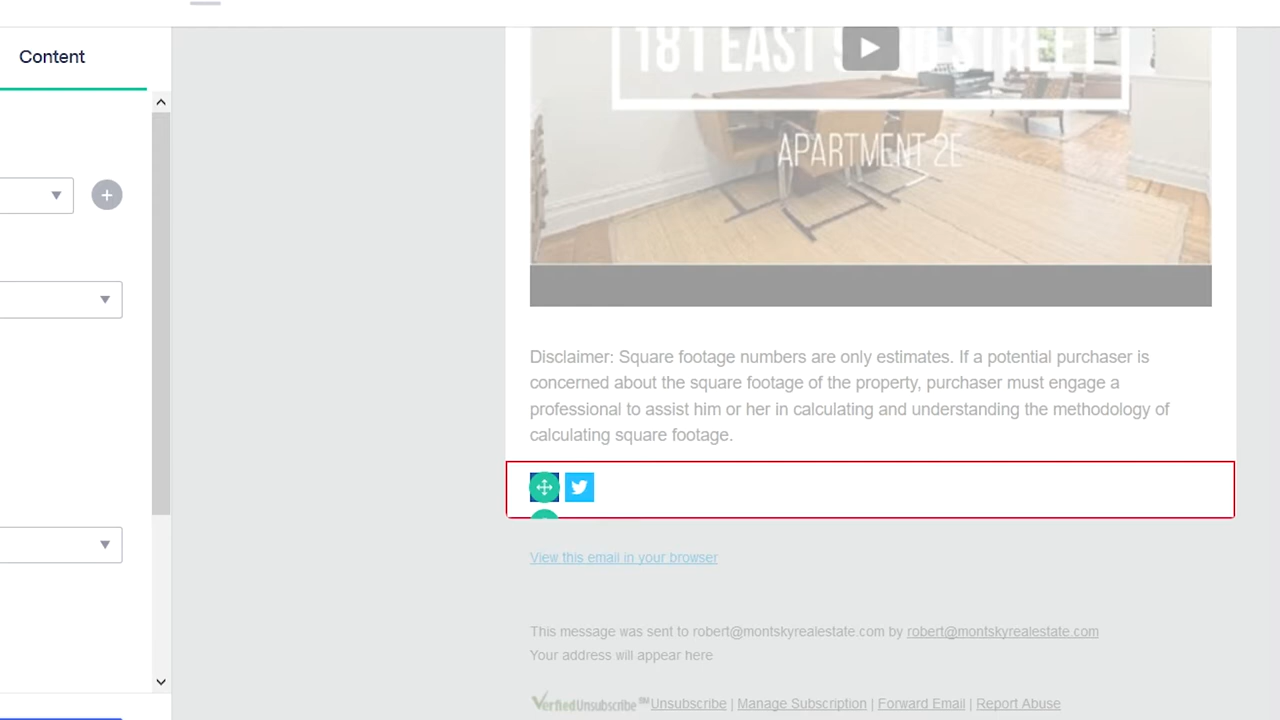 Content
181 EAST
STREET
APARTMENT 2E
Disclaimer: Square footage numbers are only estimates. If a potential purchaser is
concerned about the square footage of the property, purchaser must engage a
professional to assist him or her in calculating and understanding the methodology of
calculating square footage.
View this email in your browser
This message was sent to robert@montskyrealestate.com by robert@montskyrealestate.com
Your address will appear here
VerifiedUnsubscribe™ Unsubscribe | Manage Subscription | Forward Email | Report Abuse